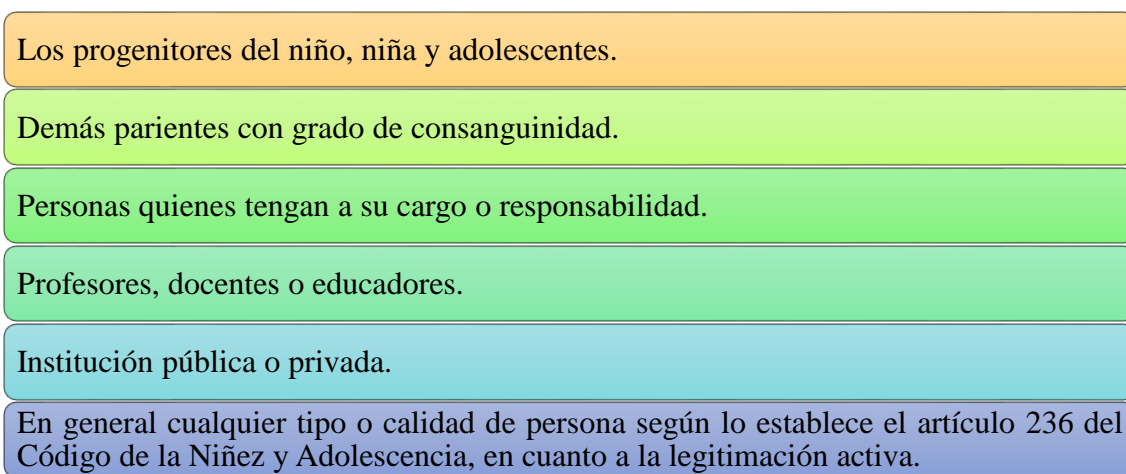 Los progenitores del niño, niña y adolescentes.
Demás parientes con grado de consanguinidad.
Personas quienes tengan a su cargo o responsabilidad.
Profesores, docentes o educadores.
Institución pública o privada.
En general cualquier tipo o calidad de persona según lo establece el artículo 236 del
Código de la Niñez y Adolescencia, en cuanto a la legitimación activa.